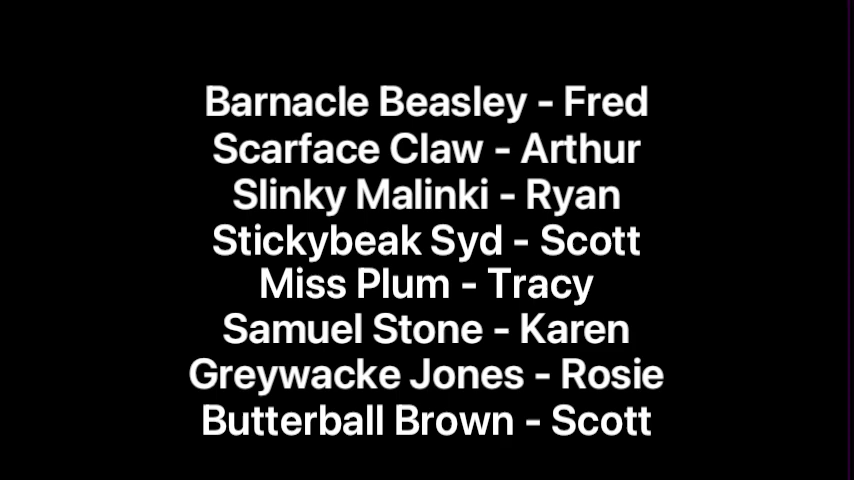 Barnacle Beasley - Fred
Scarface Claw - Arthur
Slinky Malinki - Ryan
Stickybeak Syd - Scott
Miss Plum - Tracy
Samuel Stone - Karen
Greywacke Jones - Rosie
Butterball Brown - Scott